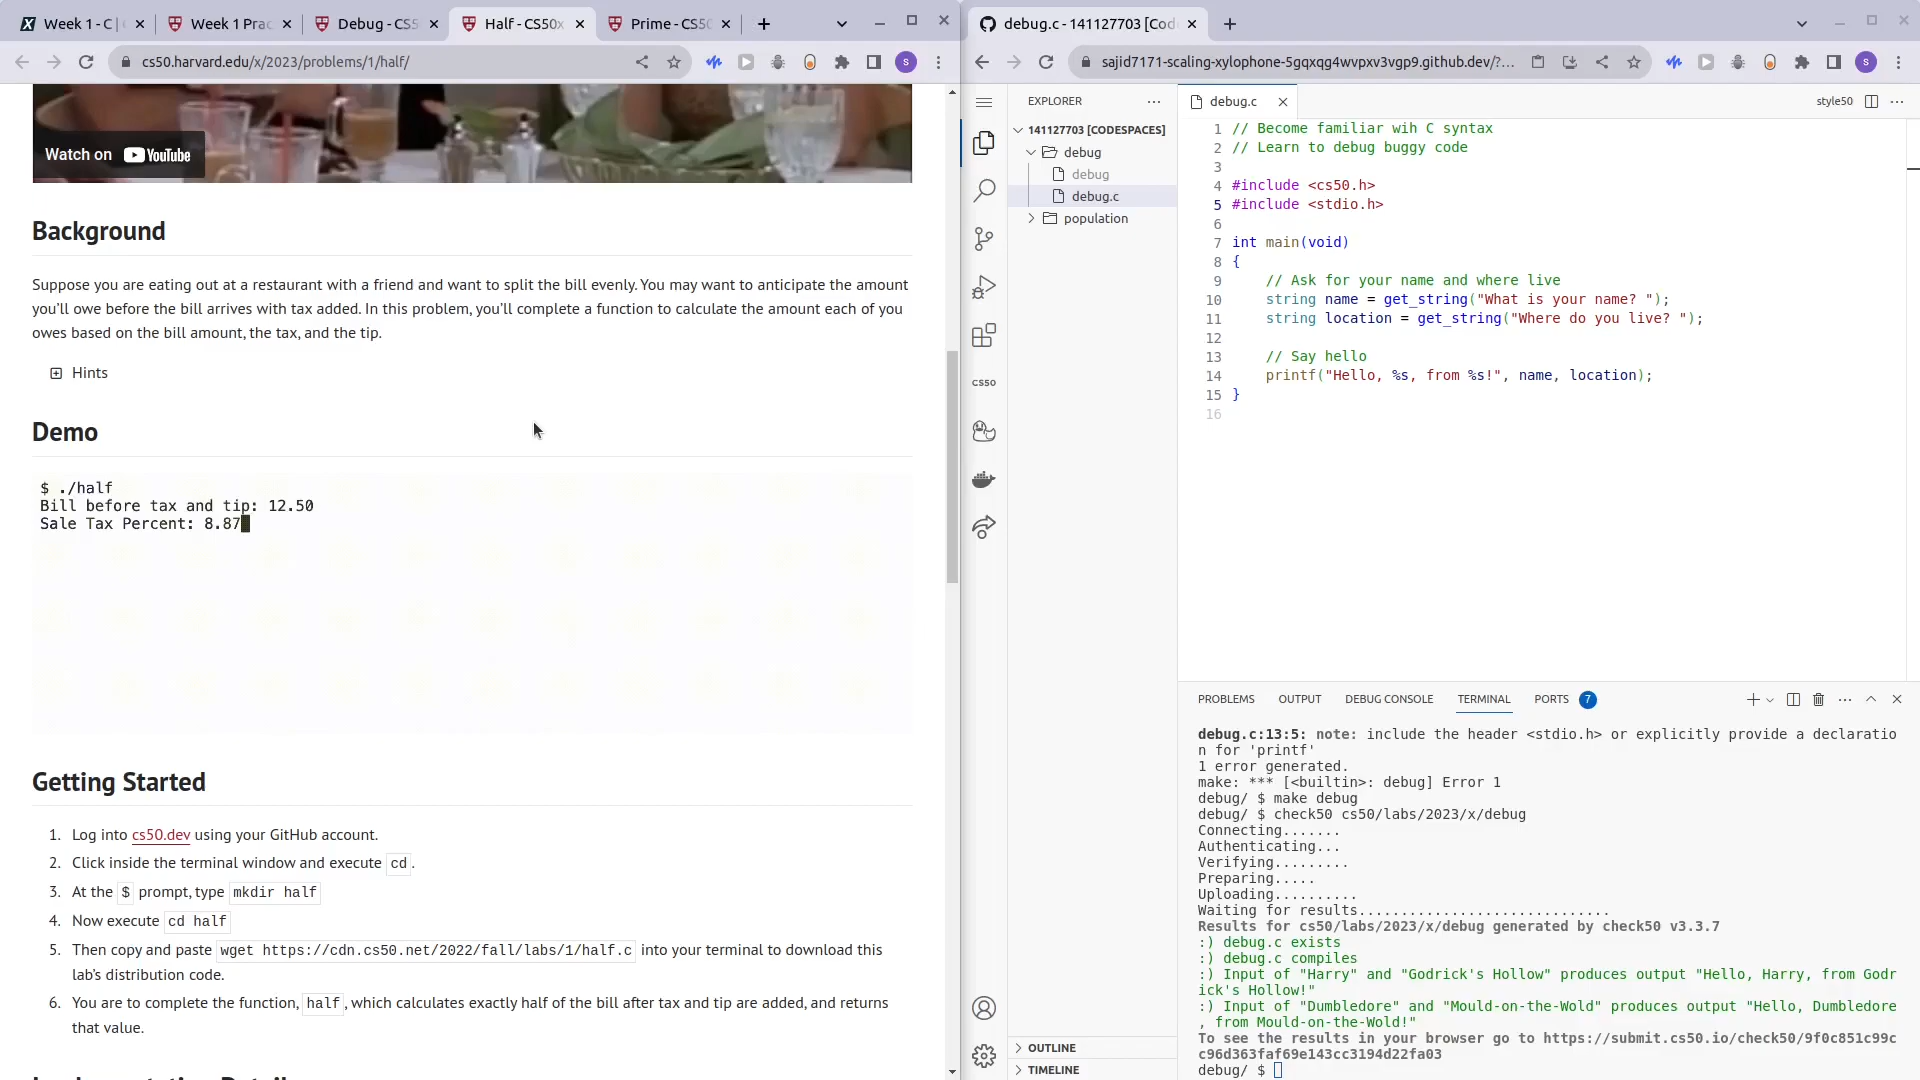 Week 1 - C |
Week 1 Prac
Debug - CS5
Half - CS50x
Prime - CS50
cs50.harvard.edu/x/2023/problems/1/half/
S
Watch on YouTube
Background
Suppose you are eating out at a restaurant with a friend and want to split the bill evenly. You may want to anticipate the amount
you'll owe before the bill arrives with tax added. In this problem, you'll complete a function to calculate the amount each of you
owes based on the bill amount, the tax, and the tip.
Hints
Demo
$ ./half
Bill before tax and tip: 12.50
Sale Tax Percent: 8.87
Getting Started
1. Log into cs50.dev using your GitHub account.
2. Click inside the terminal window and execute cd.
3. At the $ prompt, type mkdir half
4. Now execute cd half
5. Then copy and paste wget https://cdn.cs50.net/2022/fall/labs/1/half.c into your terminal to download this
lab's distribution code.
6. You are to complete the function, half, which calculates exactly half of the bill after tax and tip are added, and returns
that value.
debug.c - 141127703 [Cod
sajid7171-scaling-xylophone-5gqxqg4wvpxv3vgp9.github.dev/?...
S
EXPLORER
141127703 [CODESPACES]
debug
debug
debug.c
population
CS50
OUTLINE
TIMELINE
debug.c
style50
1 // Become familiar wih C syntax
2 // Learn to debug buggy code
3
4 #include <cs50.h>
5 #include <stdio.h>
6
7 int main(void)
8 {
9 // Ask for your name and where live
10 string name = get_string("What is your name? ");
11 string location = get_string("Where do you live? ");
12
13 // Say hello
14 printf("Hello, %s, from %s!", name, location);
15 }
16
PROBLEMS OUTPUT DEBUG CONSOLE TERMINAL PORTS 7
debug.c:13:5: note: include the header <stdio.h> or explicitly provide a declaratio
n for 'printf'
1 error generated.
make: *** [<builtin>: debug] Error 1
debug/ $ make debug
debug/ $ check50 cs50/labs/2023/x/debug
Connecting.......
Authenticating...
Verifying.........
Preparing.....
Uploading..........
Waiting for results..............................
Results for cs50/labs/2023/x/debug generated by check50 v3.3.7
:) debug.c exists
:) debug.c compiles
:) Input of "Harry" and "Godrick's Hollow" produces output "Hello, Harry, from Godr
ick's Hollow!"
:) Input of "Dumbledore" and "Mould-on-the-Wold" produces output "Hello, Dumbledore
, from Mould-on-the-Wold!"
To see the results in your browser go to https://submit.cs50.io/check50/9f0c851c99c
c96d363faf69e143cc3194d22fa03
debug/ $